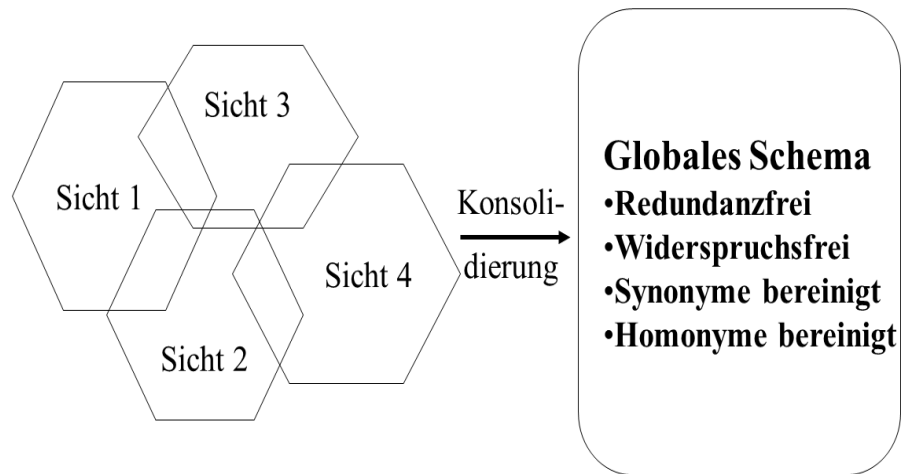 Sicht 3
Sicht 1
Sicht 4
Sicht 2
Konsoli-
dierung
Globales Schema
•Redundanzfrei
•Widerspruchsfrei
•Synonyme bereinigt
•Homonyme bereinigt